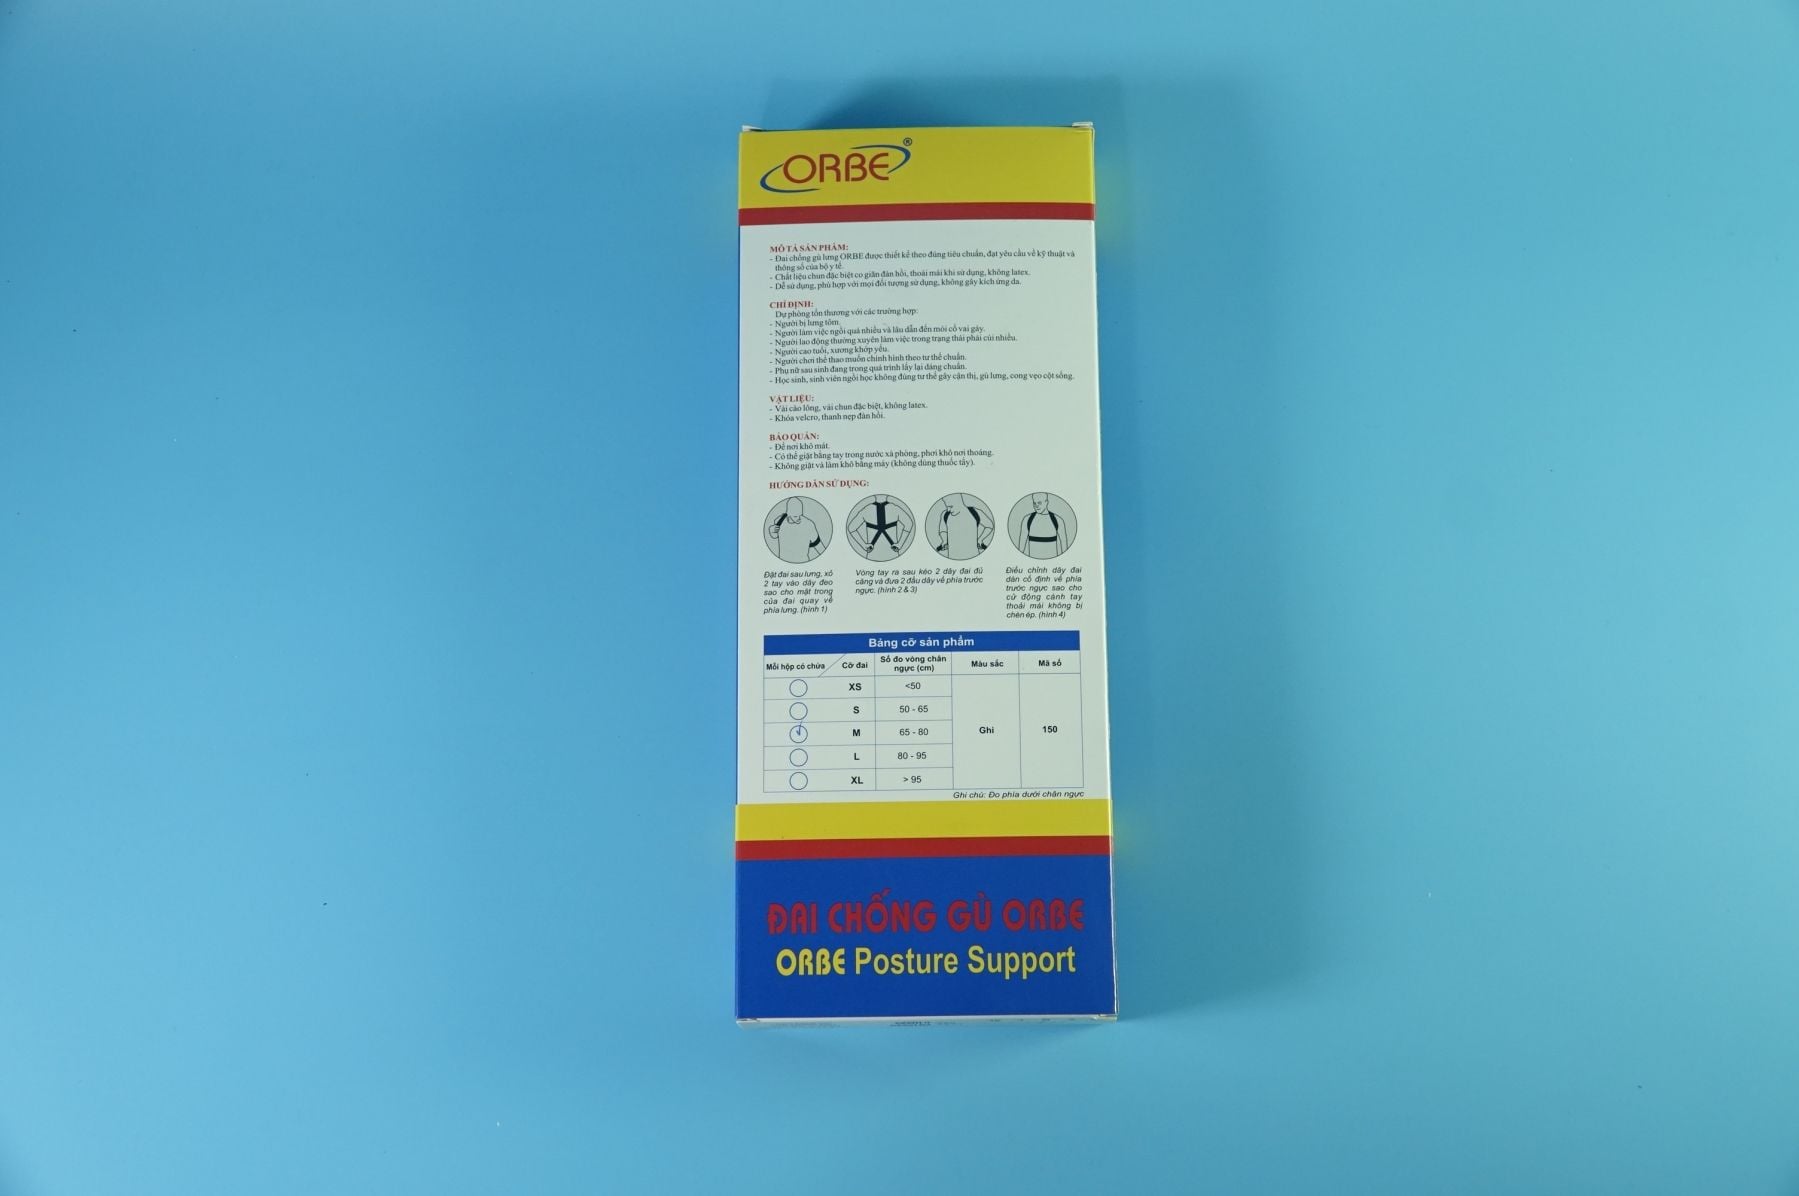 ORBE®
MÔ TẢ SẢN PHẨM:
- Đai chống gù lưng ORBE được thiết kế theo đúng tiêu chuẩn, đạt yêu cầu về kỹ thuật và
thông số của bộ y tế.
- Chất liệu chun đặc biệt co giãn đàn hồi, thoải mái khi sử dụng, không latex.
- Dễ sử dụng, phù hợp với mọi đối tượng sử dụng, không gây kích ứng da.
CHỈ ĐỊNH:
Dự phòng tổn thương với các trường hợp:
- Người bị lưng tôm.
- Người làm việc ngồi quá nhiều và lâu dẫn đến mỏi cổ vai gáy.
- Người lao động thường xuyên làm việc trong trạng thái phải cúi nhiều.
- Người cao tuổi, xương khớp yếu.
- Người chơi thể thao muốn chỉnh hình theo tư thế chuẩn.
- Phụ nữ sau sinh đang trong quá trình lấy lại dáng chuẩn.
- Học sinh, sinh viên ngồi học không đúng tư thế gây cận thị, gù lưng, cong vẹo cột sống.
VẬT LIỆU:
- Vải cào lông, vải chun đặc biệt, không latex.
- Khóa velcro, thanh nẹp đàn hồi.
BẢO QUẢN:
- Để nơi khô mát.
- Có thể giặt bằng tay trong nước xà phòng, phơi khô nơi thoáng.
- Không giặt và làm khô bằng máy (không dùng thuốc tẩy).
HƯỚNG DẪN SỬ DỤNG:
Đặt đai sau lưng, xỏ
2 tay vào dây đeo
sao cho mặt trong
của đai quay về
phía lưng. (hình 1)
Vòng tay ra sau kéo 2 dây đai đủ
căng và đưa 2 đầu dây về phía trước
ngực. (hình 2 & 3)
Điều chỉnh dây đai
dán cố định về phía
trước ngực sao cho
cử động cánh tay
thoải mái không bị
chèn ép. (hình 4)
Bảng cỡ sản phẩm
Mỗi hộp có chứa Cỡ đai Số đo vòng chân ngực (cm) Màu sắc Mã số
XS <50
S 50 - 65
M 65 - 80 Ghi 150
L 80 - 95
XL > 95
Ghi chú: Đo phía dưới chân ngực
ĐAI CHỐNG GÙ ORBE
ORBE Posture Support